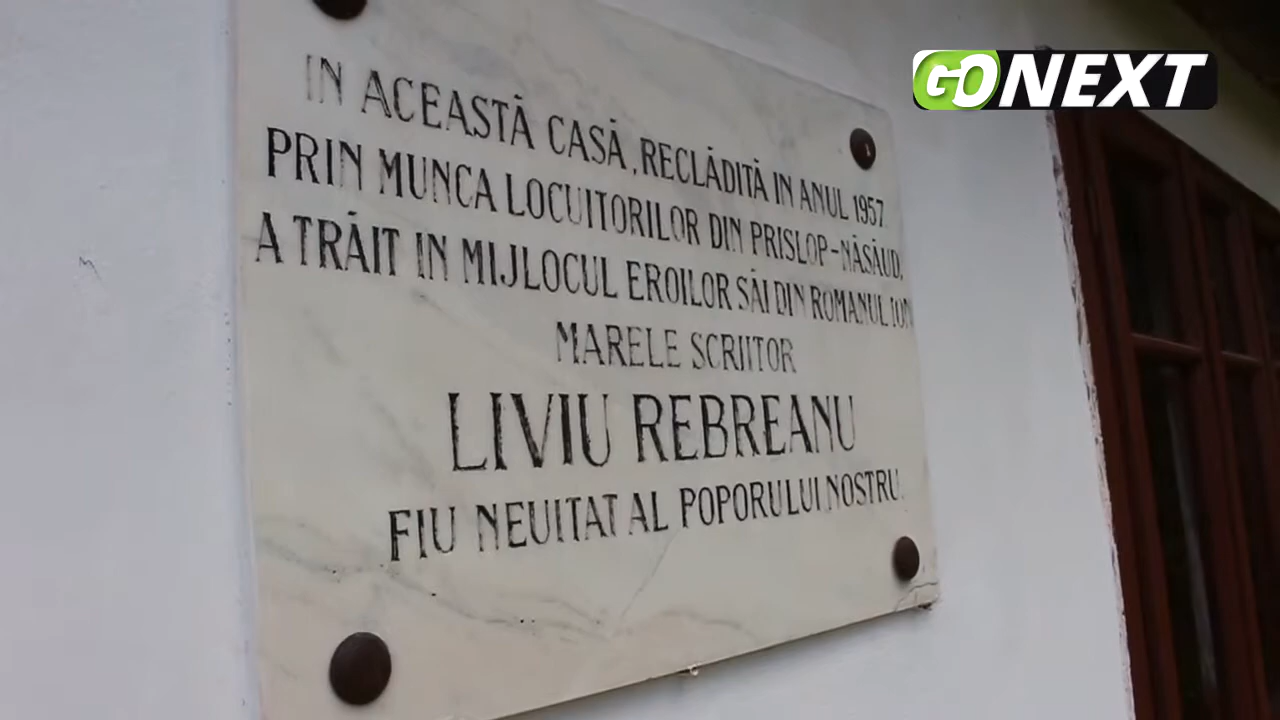 GONEXT
IN ACEASTĂ CASĂ, RECLĂDITĂ IN ANUL 1957
PRIN MUNCA LOCUITORILOR DIN PRISLOP-NĂSĂUD,
A TRĂIT IN MIJLOCUL EROILOR SĂI DIN ROMANUL ION
MARELE SCRIITOR
LIVIU REBREANU
FIU NEUITAT AL POPORULUI NOSTRU.